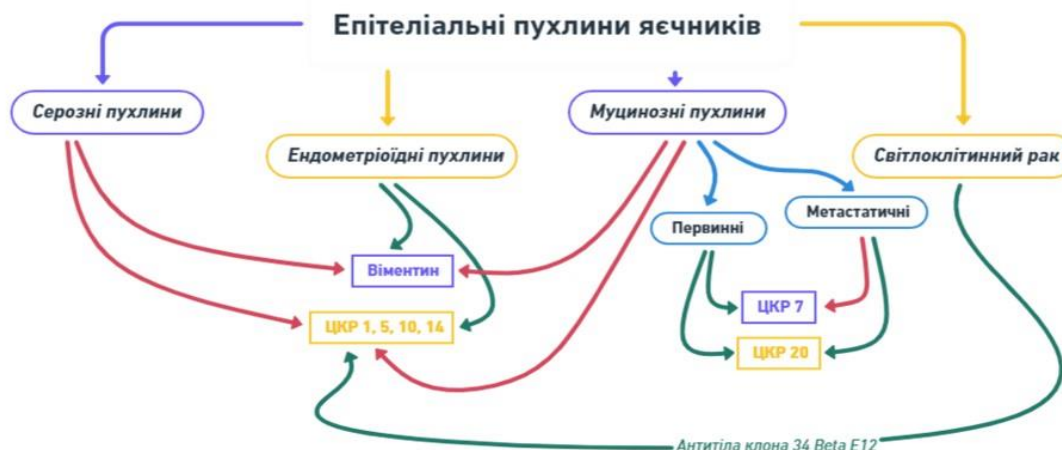 Епітеліальні пухлини яєчників
Серозні пухлини
Муцинозні пухлини
Ендометріоїдні пухлини
Світлоклітинний рак
Первинні
Метастатичні
Віментин
ЦКР 7
ЦКР 1, 5, 10, 14
ЦКР 20
Антитіла клона 34 Beta E12